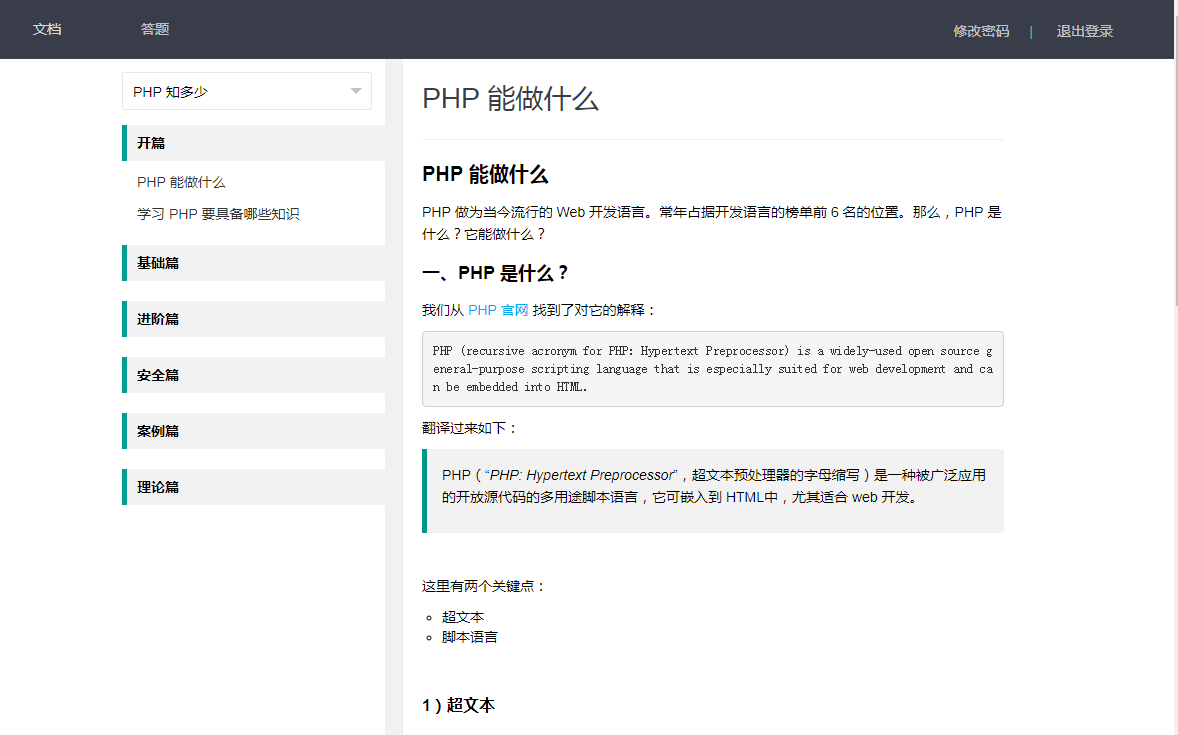 文档
答题
修改密码 | 退出登录
PHP 知多少
开篇
PHP 能做什么
学习 PHP 要具备哪些知识
基础篇
进阶篇
安全篇
案例篇
理论篇
PHP 能做什么
PHP 能做什么
PHP 做为当今流行的 Web 开发语言。常年占据开发语言的榜单前 6 名的位置。那么，PHP 是
什么？它能做什么？
一、PHP 是什么？
我们从 PHP 官网 找到了对它的解释：
PHP (recursive acronym for PHP: Hypertext Preprocessor) is a widely-used open source g
eneral-purpose scripting language that is especially suited for web development and ca
n be embedded into HTML.
翻译过来如下：
PHP（“PHP: Hypertext Preprocessor”，超文本预处理器的字母缩写）是一种被广泛应用
的开放源代码的多用途脚本语言，它可嵌入到 HTML中，尤其适合 web 开发。
这里有两个关键点：
超文本
脚本语言
1）超文本